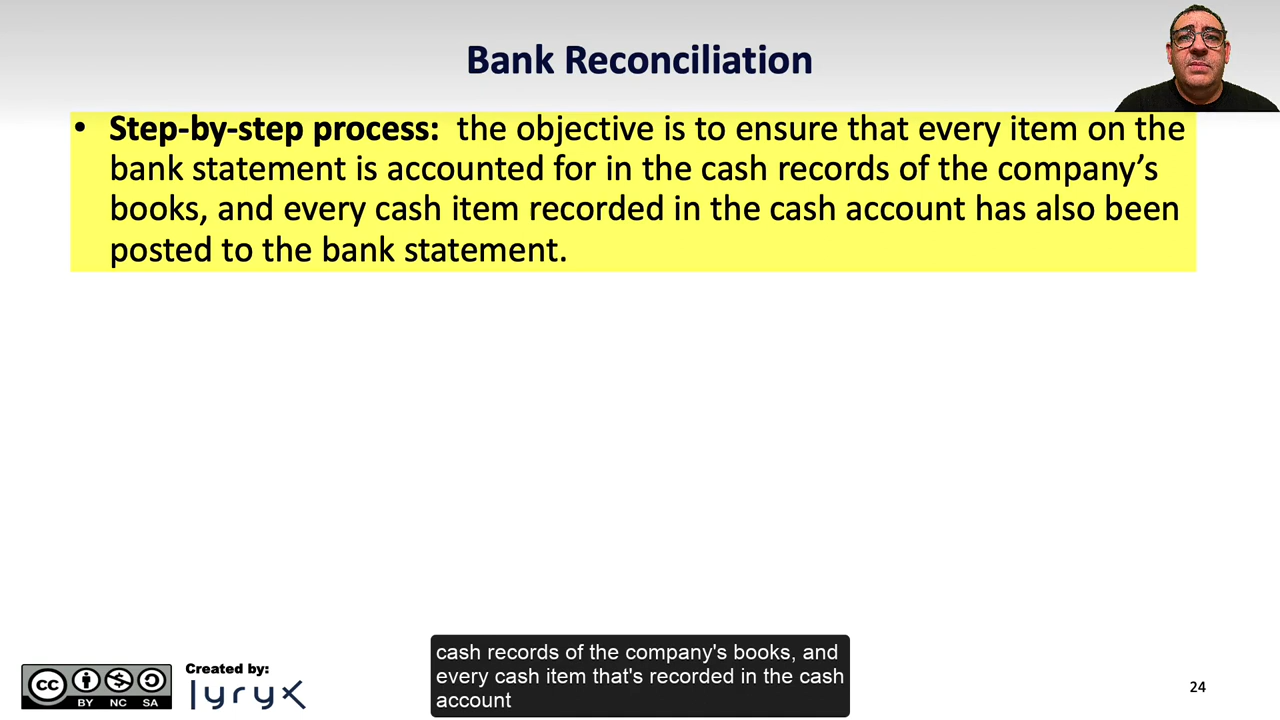 Bank Reconciliation
• Step-by-step process: the objective is to ensure that every item on the
bank statement is accounted for in the cash records of the company’s
books, and every cash item recorded in the cash account has also been
posted to the bank statement.
cash records of the company's books, and
every cash item that's recorded in the cash
account
cc
BY NC SA
Created by:
lyryx
24